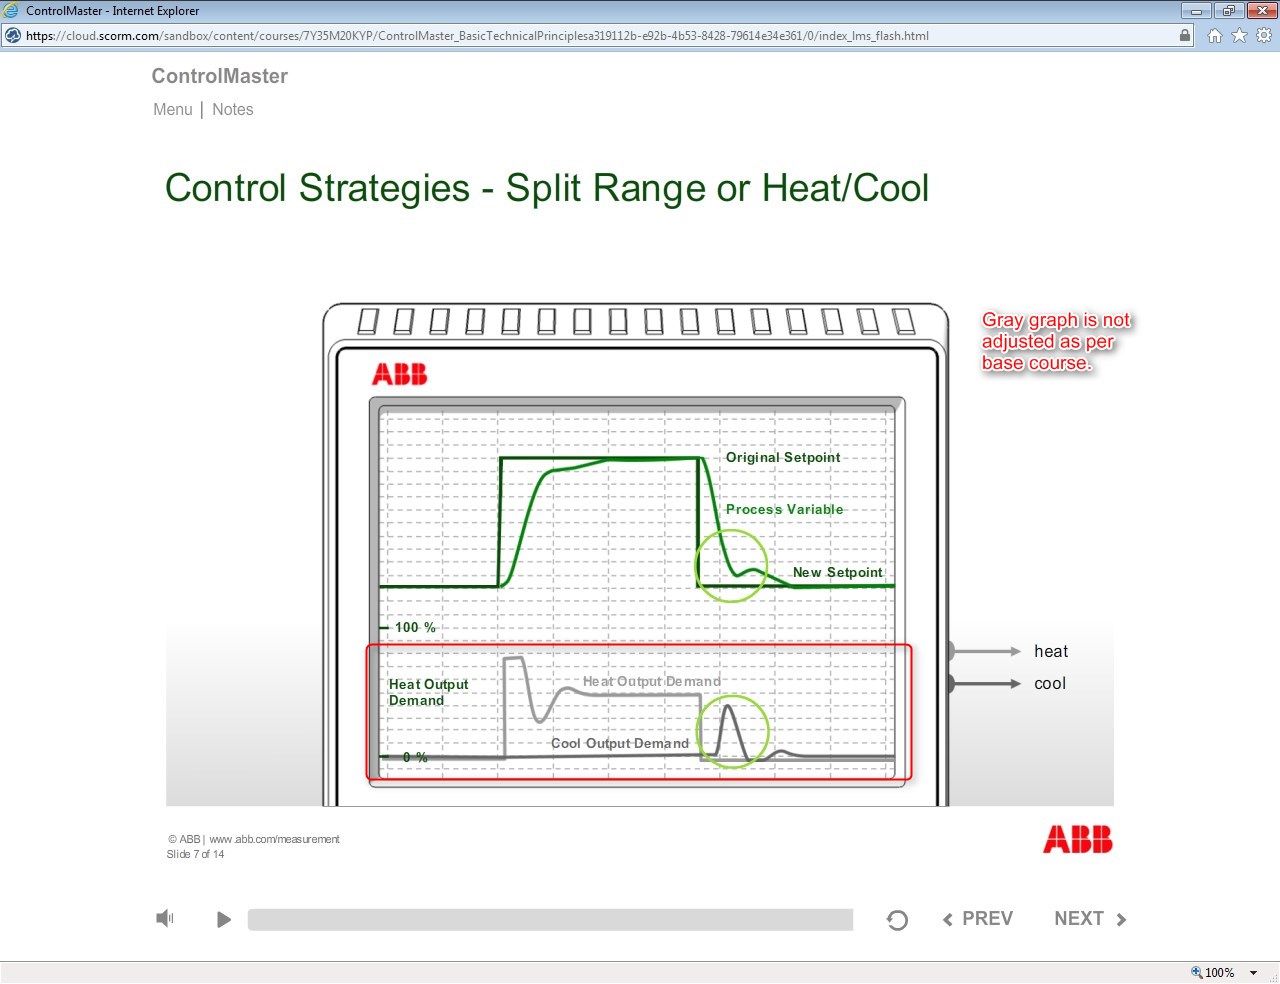 ControlMaster - Internet Explorer
https://cloud.scorm.com/sandbox/content/courses/7Y35M20KYP/ControlMaster_BasicTechnicalPrinciplesa319112b-e92b-4b53-8428-79614e34e361/0/index_lms_flash.html
ControlMaster
Menu | Notes
Control Strategies - Split Range or Heat/Cool
Gray graph is not
adjusted as per
base course.
ABB
Original Setpoint
Process Variable
New Setpoint
100 %
heat
Heat Output
Demand
Heat Output Demand
cool
Cool Output Demand
0 %
© ABB | www.abb.com/measurement
Slide 7 of 14
ABB
PREV
NEXT
100%